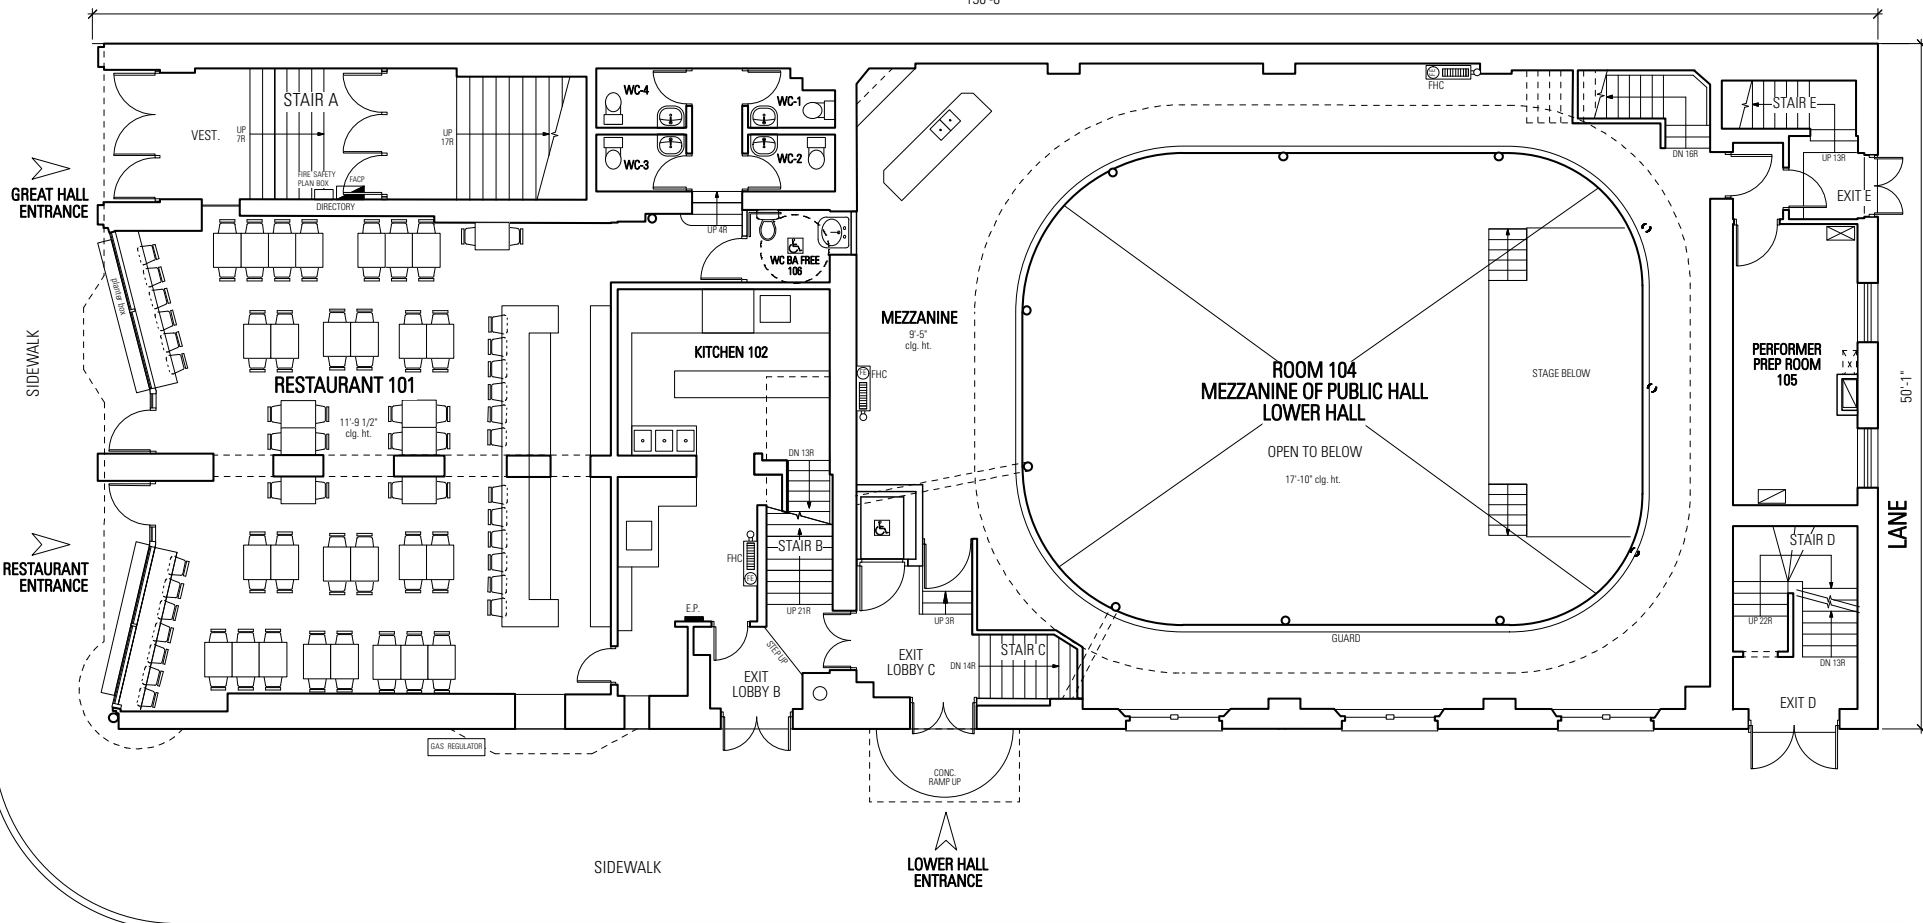 STAIR A
VEST.
UP
7R
UP
17R
FIRE SAFETY
PLAN BOX
FACP
DIRECTORY
GREAT HALL
ENTRANCE
WC-4
WC-1
WC-3
WC-2
UP 4R
WC BA FREE
106
planter box
SIDEWALK
RESTAURANT 101
11'-9 1/2"
clg. ht.
KITCHEN 102
MEZZANINE
9'-5"
clg. ht.
FHC
FE
FHC
FE
ROOM 104
MEZZANINE OF PUBLIC HALL
LOWER HALL
OPEN TO BELOW
17'-10" clg. ht.
STAGE BELOW
GUARD
DN 16R
STAIR E
UP 13R
EXIT E
PERFORMER
PREP ROOM
105
50'-1"
LANE
RESTAURANT
ENTRANCE
DN 13R
STAIR B
UP 21R
FHC
FE
E.P.
STEP UP
EXIT
LOBBY B
EXIT
LOBBY C
UP 3R
STAIR C
DN 14R
STAIR D
UP 22R
DN 13R
EXIT D
GAS REGULATOR
CONC.
RAMP UP
SIDEWALK
LOWER HALL
ENTRANCE